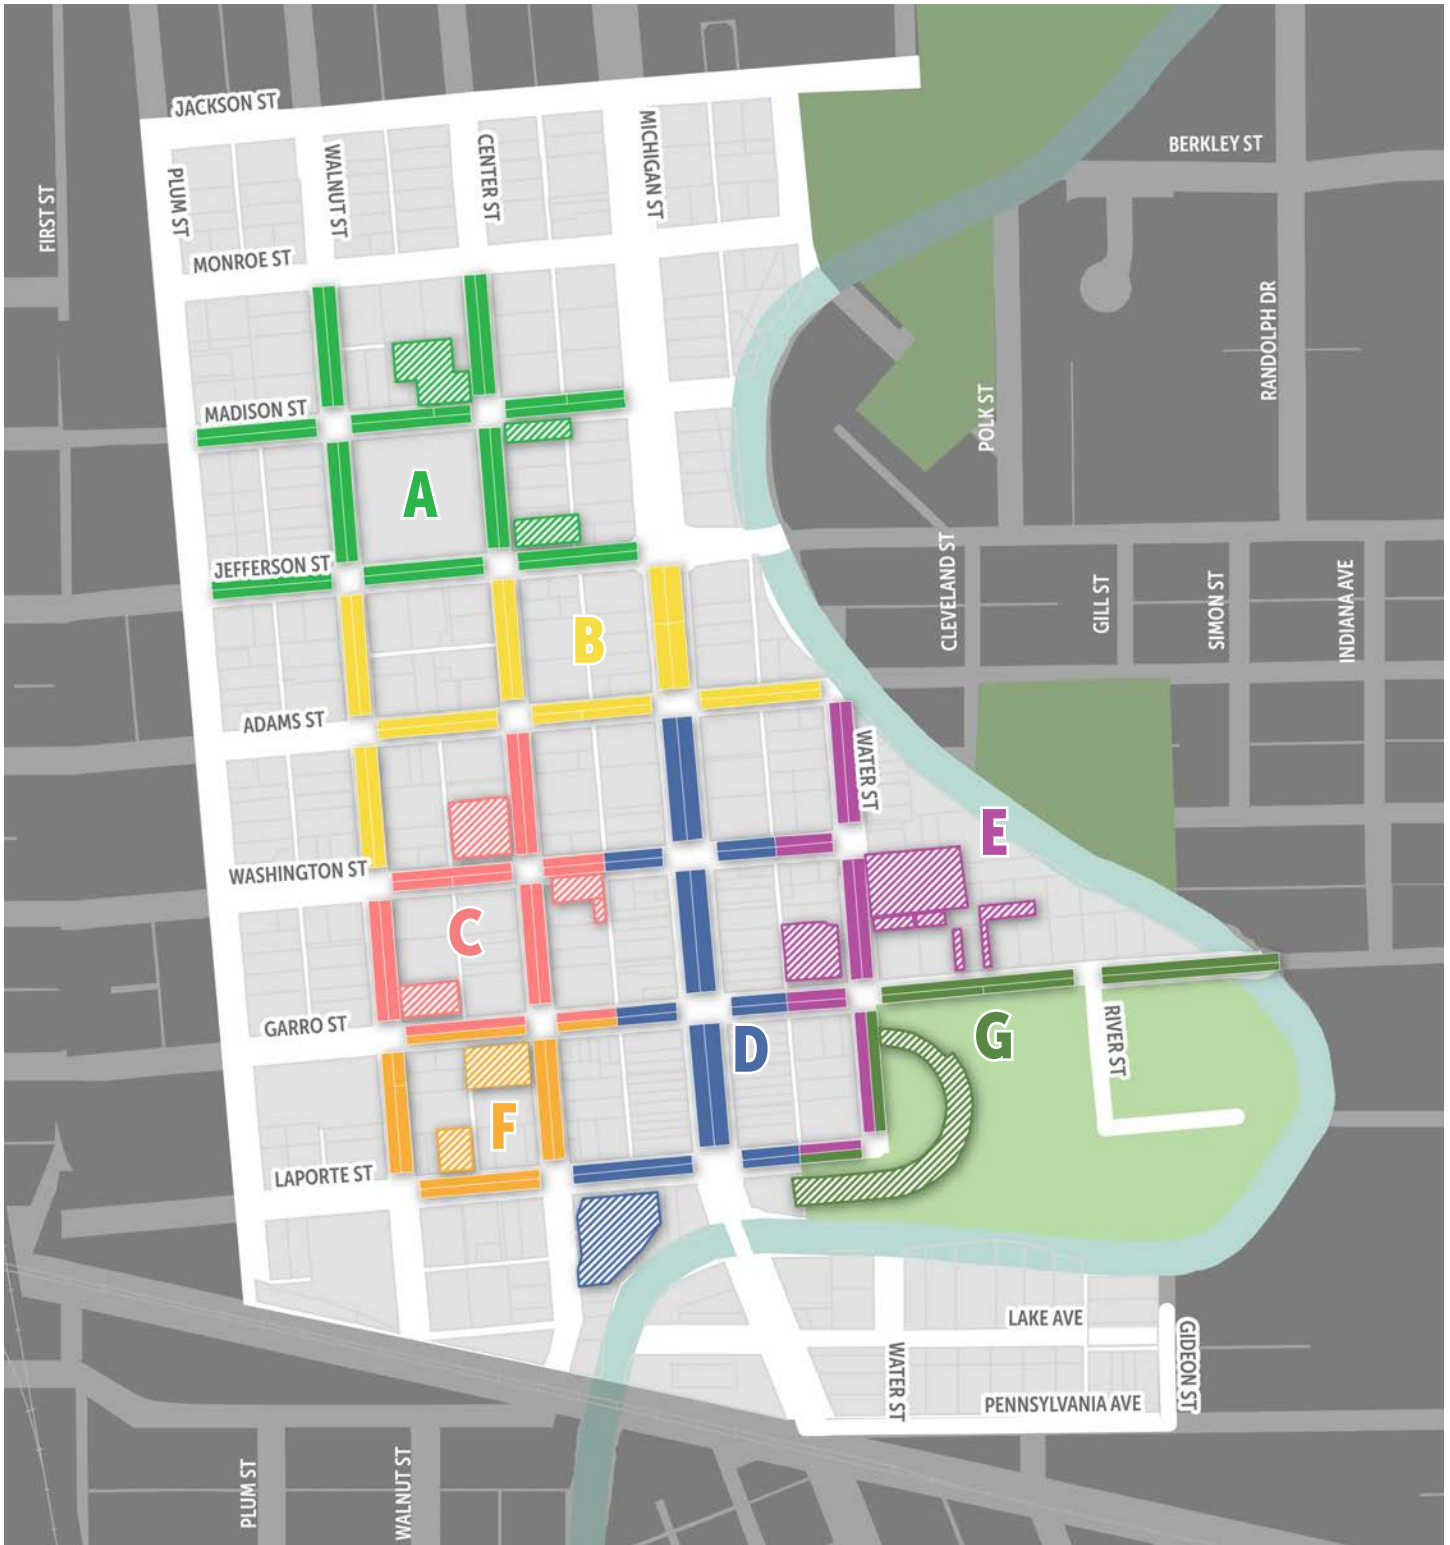 JACKSON ST
PLUM ST
WALNUT ST
CENTER ST
MICHIGAN ST
BERKLEY ST
FIRST ST
MONROE ST
RANDOLPH DR
MADISON ST
POLK ST
A
JEFFERSON ST
CLEVELAND ST
GILL ST
SIMON ST
INDIANA AVE
B
ADAMS ST
WATER ST
E
WASHINGTON ST
C
GARRO ST
D
G
RIVER ST
F
LAPORTE ST
LAKE AVE
GIDEON ST
WATER ST
PENNSYLVANIA AVE
PLUM ST
WALNUT ST